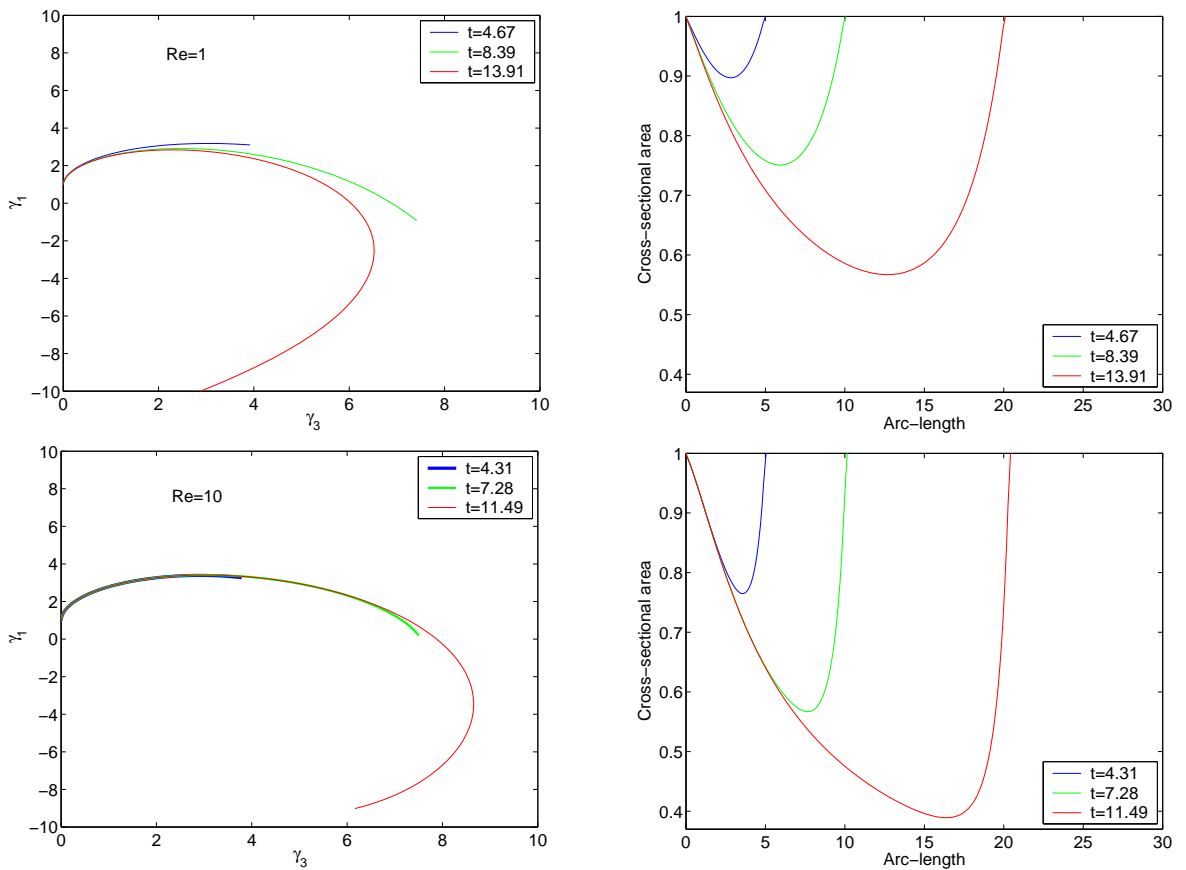 10
8
6
4
2
0
−2
−4
−6
−8
−10
γ1
Re=1
t=4.67
t=8.39
t=13.91
0 2 4 6 8 10
γ3
1
0.9
0.8
0.7
0.6
0.5
0.4
Cross−sectional area
t=4.67
t=8.39
t=13.91
0 5 10 15 20 25 30
Arc−length
10
8
6
4
2
0
−2
−4
−6
−8
−10
γ1
Re=10
t=4.31
t=7.28
t=11.49
0 2 4 6 8 10
γ3
1
0.9
0.8
0.7
0.6
0.5
0.4
Cross−sectional area
t=4.31
t=7.28
t=11.49
0 5 10 15 20 25 30
Arc−length